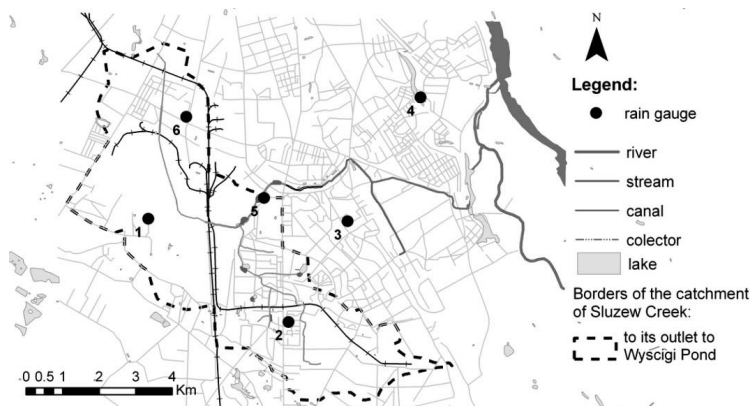 N
Legend:
rain gauge
river
stream
canal
colector
lake
Borders of the catchment
of Sluzew Creek:
to its outlet to
Wyscigi Pond
6
4
5
1
3
2
0 0.5 1 2 3 4
Km